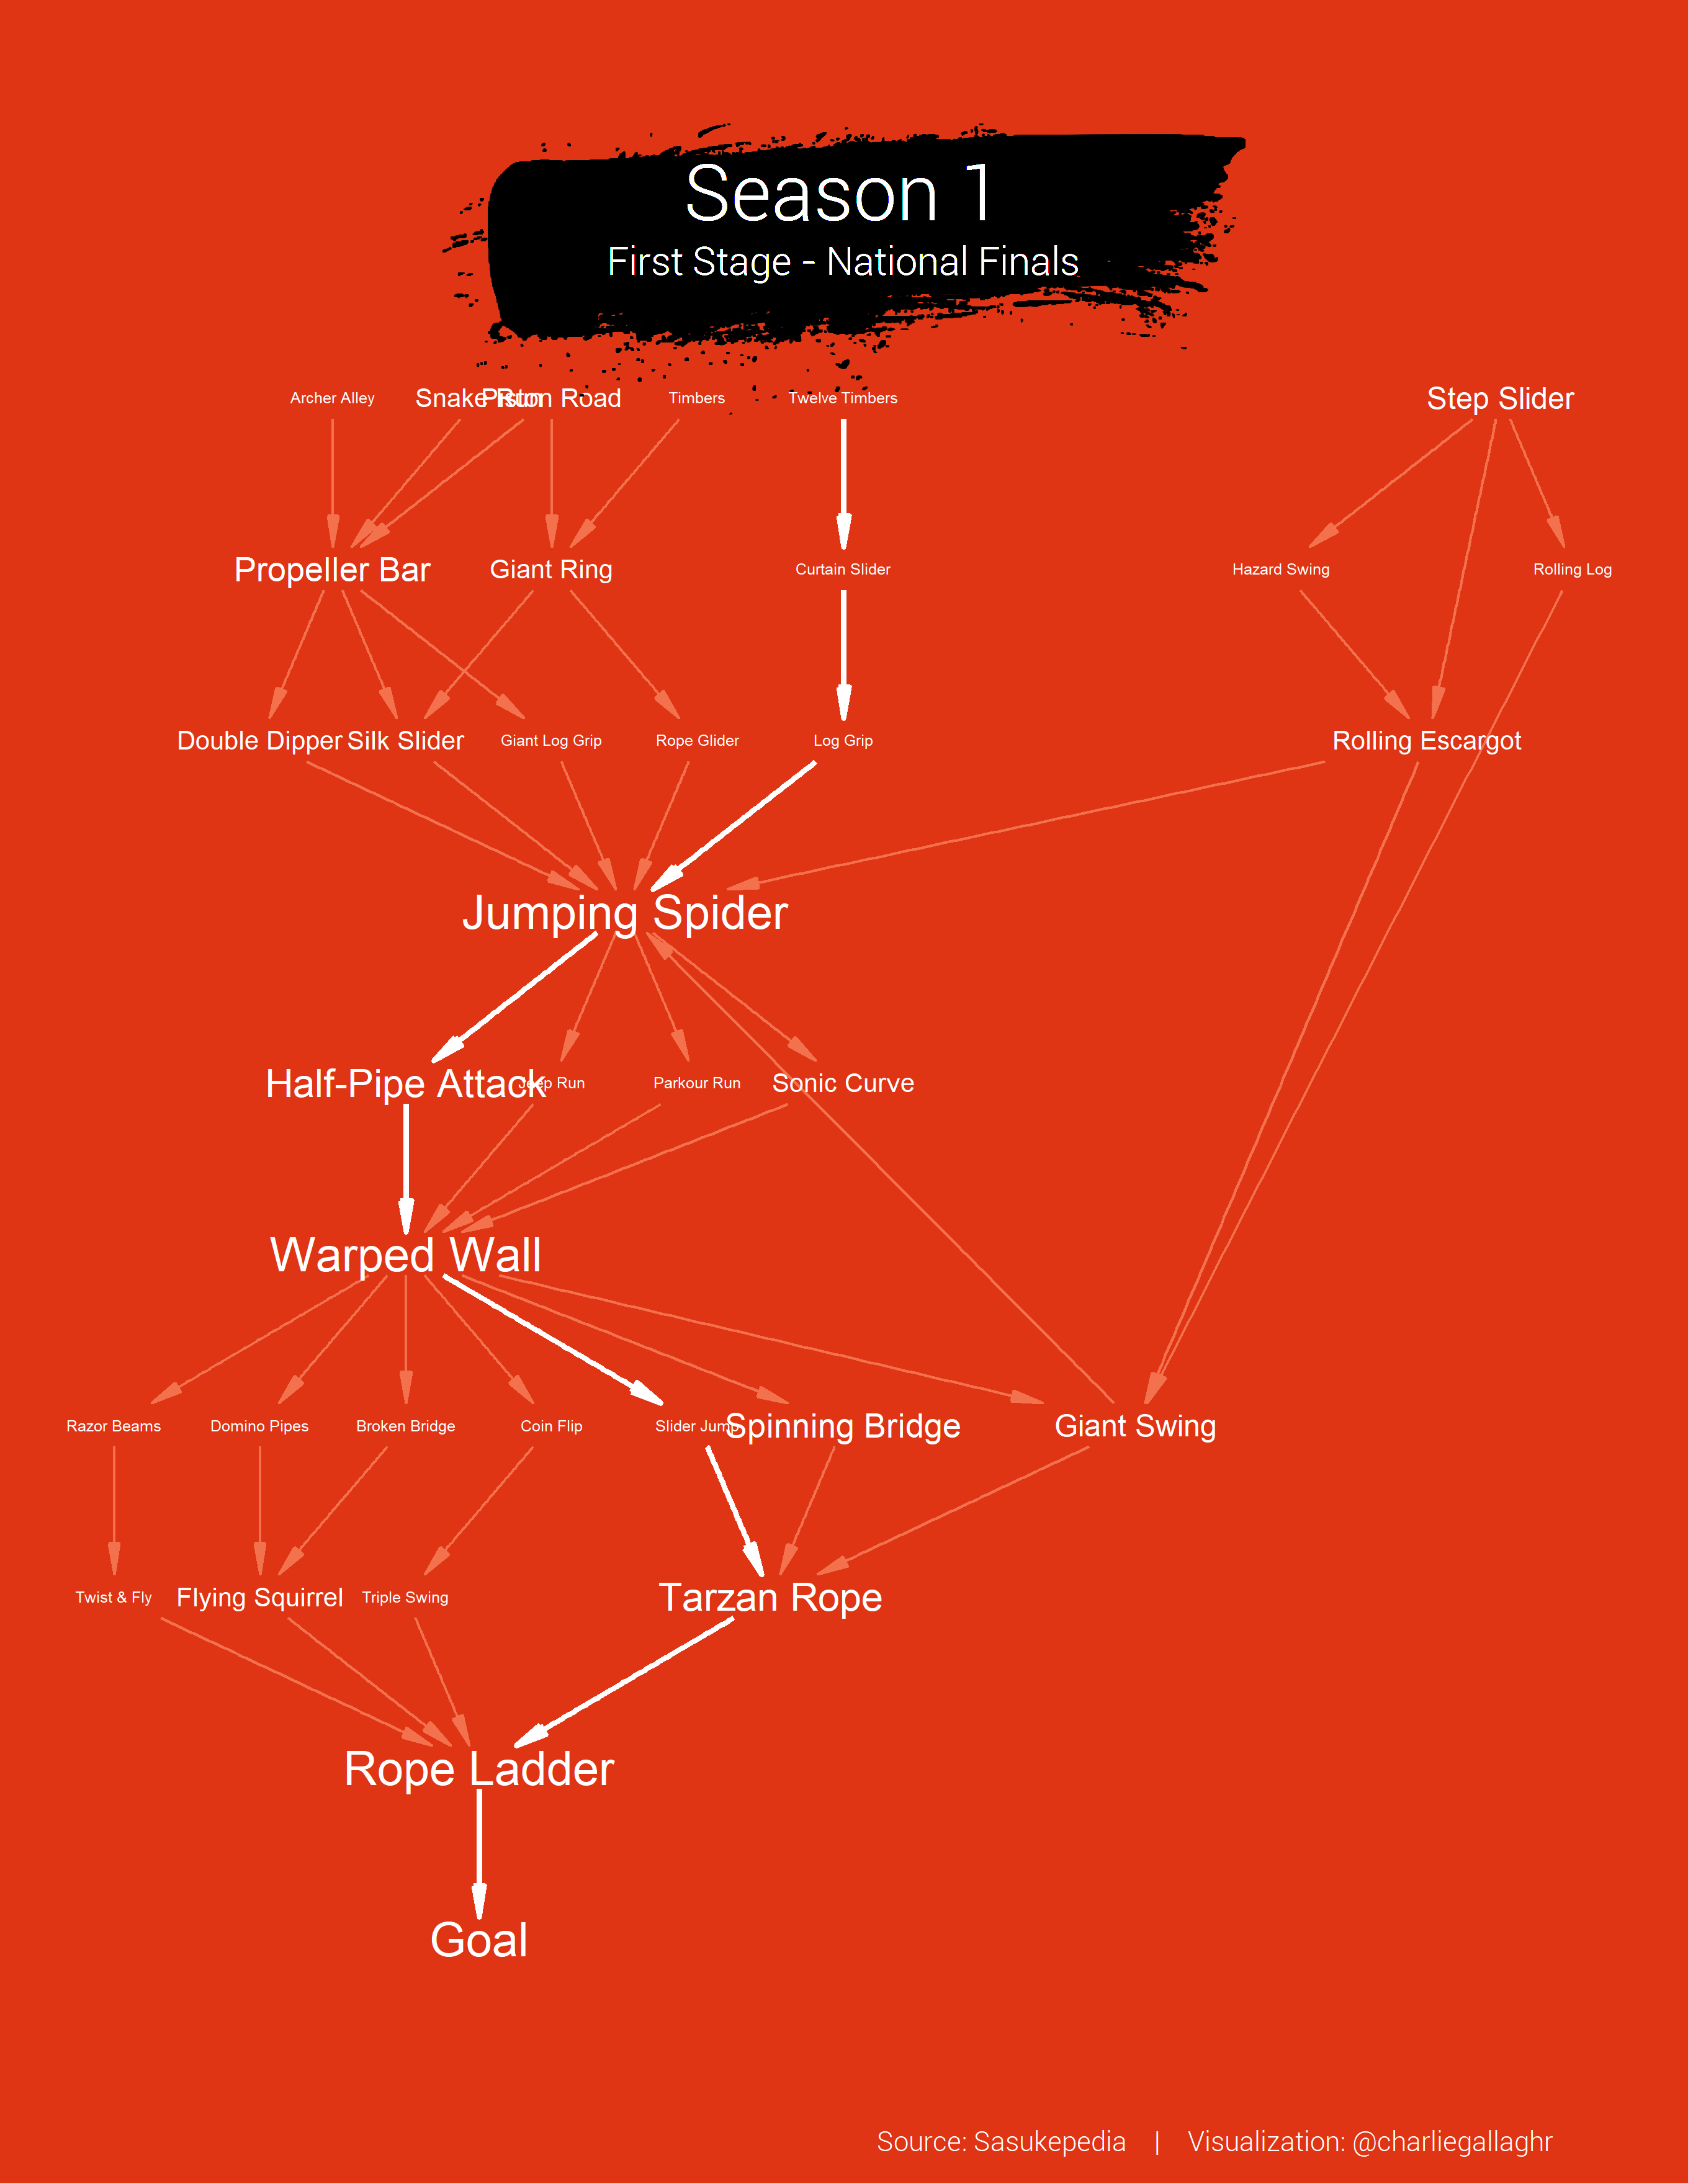 Season 1
First Stage - National Finals
Archer Alley Snake Run Piston Road Timbers Twelve Timbers Step Slider
Propeller Bar Giant Ring Curtain Slider Hazard Swing Rolling Log
Double Dipper Silk Slider Giant Log Grip Rope Glider Log Grip Rolling Escargot
Jumping Spider
Half-Pipe Attack Jeep Run Parkour Run Sonic Curve
Warped Wall
Razor Beams Domino Pipes Broken Bridge Coin Flip Slider Jump Spinning Bridge Giant Swing
Twist & Fly Flying Squirrel Triple Swing Tarzan Rope
Rope Ladder
Goal
Source: Sasukepedia | Visualization: @charliegallaghr